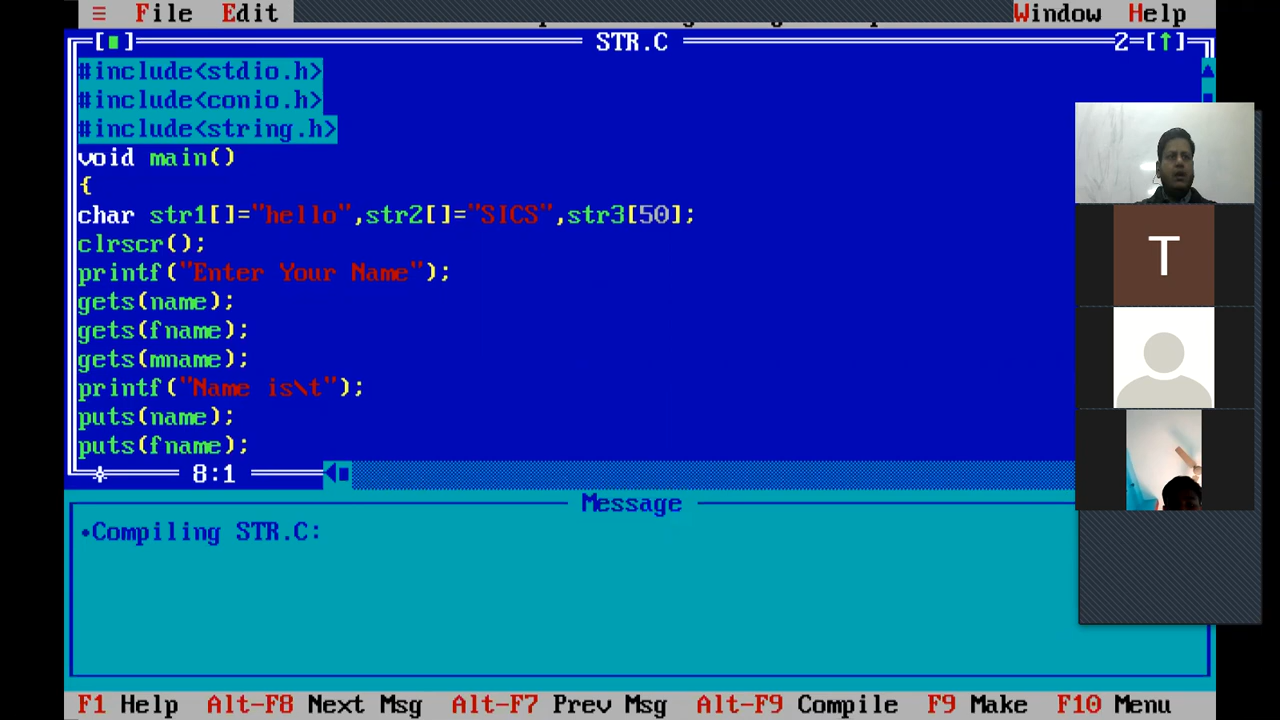 ≡ File Edit Window Help
[■] STR.C 2=[↑]
#include<stdio.h>
#include<conio.h>
#include<string.h>
void main()
{
char str1[]="hello",str2[]="SICS",str3[50];
clrscr();
printf("Enter Your Name");
gets(name);
gets(fname);
gets(mname);
printf("Name is\t");
puts(name);
puts(fname);
8:1
Message
•Compiling STR.C:
F1 Help Alt-F8 Next Msg Alt-F7 Prev Msg Alt-F9 Compile F9 Make F10 Menu
T